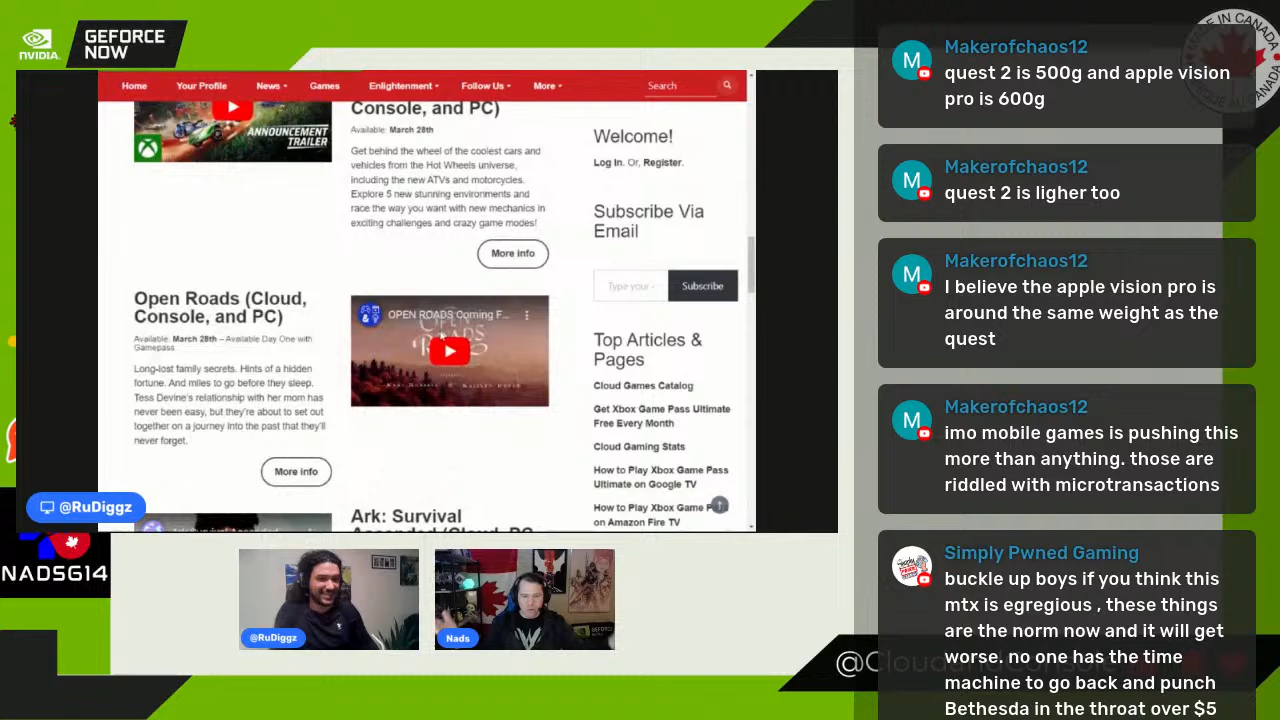 NVIDIA.
GEFORCE
NOW
Home
Your Profile
News
Games
Enlightenment
Follow Us
More
Search
ANNOUNCEMENT
TRAILER
Console, and PC)
Available: March 28th
Get behind the wheel of the coolest cars and
vehicles from the Hot Wheels universe,
including the new ATVs and motorcycles.
Explore 5 new stunning environments and
race the way you want with new mechanics in
exciting challenges and crazy game modes!
More info
Open Roads (Cloud,
Console, and PC)
Available: March 28th – Available Day One with
Gamepass
Long-lost family secrets. Hints of a hidden
fortune. And miles to go before they sleep.
Tess Devine's relationship with her mom has
never been easy, but they're about to set out
together on a journey into the past that they'll
never forget.
More info
OPEN ROADS Coming F...
OPEN
ROADS
Ark: Survival
Welcome!
Log In. Or, Register.
Subscribe Via
Email
Subscribe
Top Articles &
Pages
Cloud Games Catalog
Get Xbox Game Pass Ultimate
Free Every Month
Cloud Gaming Stats
How to Play Xbox Game Pass
Ultimate on Google TV
How to Play Xbox Game Pass
on Amazon Fire TV
@RuDiggz
NADSG14
@RuDiggz
Nads
MADE IN CANADA
M
Makerofchaos12
quest 2 is 500g and apple vision
pro is 600g
M
Makerofchaos12
quest 2 is ligher too
M
Makerofchaos12
I believe the apple vision pro is
around the same weight as the
quest
M
Makerofchaos12
imo mobile games is pushing this
more than anything. those are
riddled with microtransactions
Simply Pwned Gaming
buckle up boys if you think this
mtx is egregious , these things
are the norm now and it will get
worse. no one has the time
machine to go back and punch
Bethesda in the throat over $5